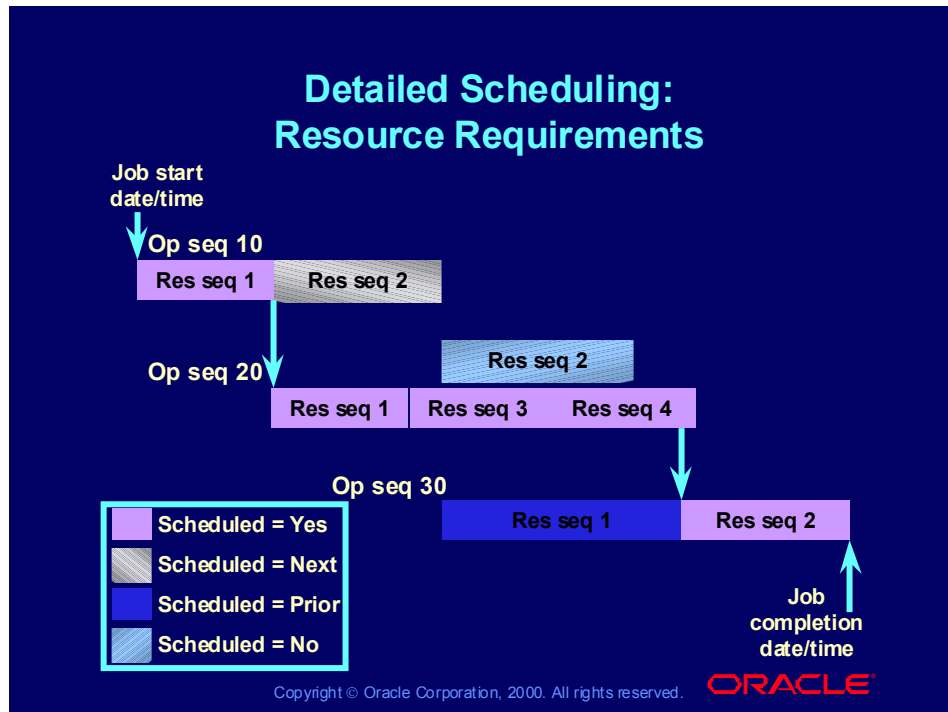 Detailed Scheduling:
Resource Requirements
Job start
date/time
Op seq 10
Res seq 1
Res seq 2
Op seq 20
Res seq 2
Res seq 1
Res seq 3
Res seq 4
Op seq 30
Res seq 1
Res seq 2
Scheduled = Yes
Scheduled = Next
Scheduled = Prior
Scheduled = No
Job
completion
date/time
Copyright © Oracle Corporation, 2000. All rights reserved.
ORACLE®